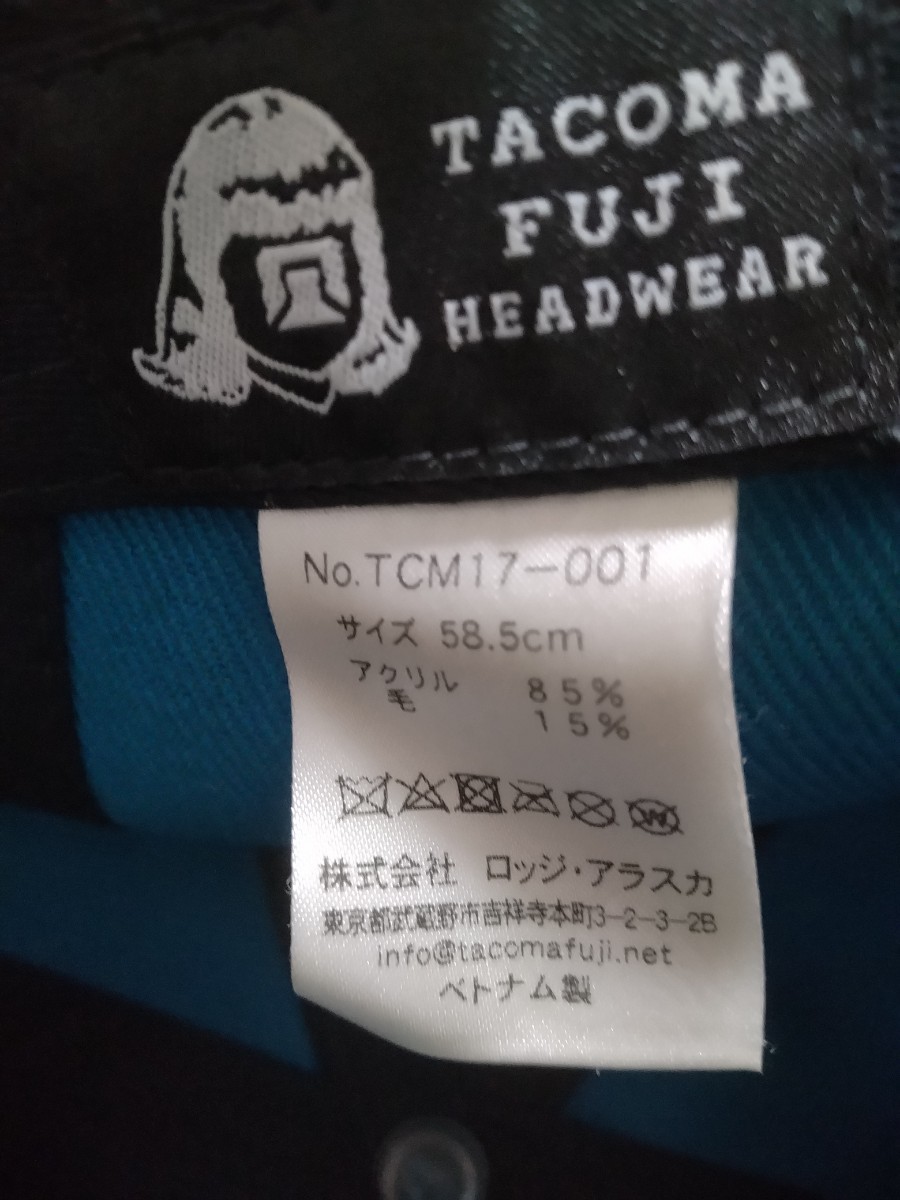 TACOMA
FUJI
HEADWEAR
No.TCM17-001
サイズ 58.5cm
アクリル 85%
毛 15%
W
株式会社 ロッジ・アラスカ
東京都武蔵野市吉祥寺本町3-2-3-2B
info@tacomafuji.net
ベトナム製